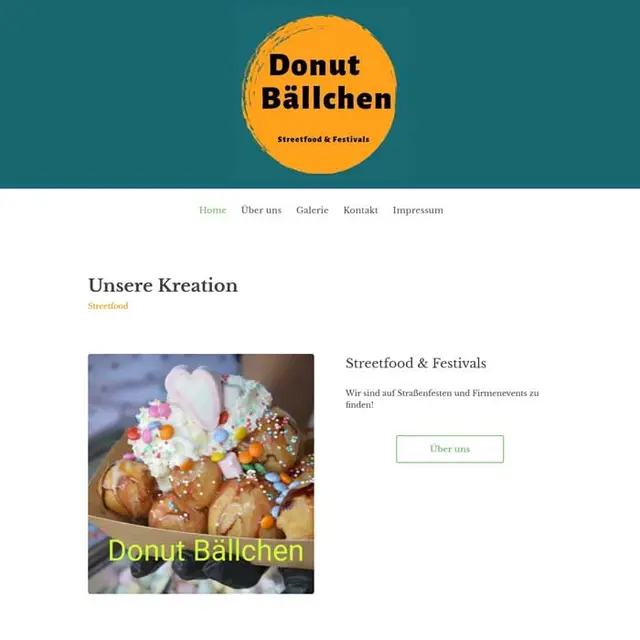 Donut
Bällchen
Streetfood & Festivals
Home Über uns Galerie Kontakt Impressum
Unsere Kreation
Streetfood
Streetfood & Festivals
Wir sind auf Straßenfesten und Firmenevents zu
finden!
Über uns
Donut Bällchen